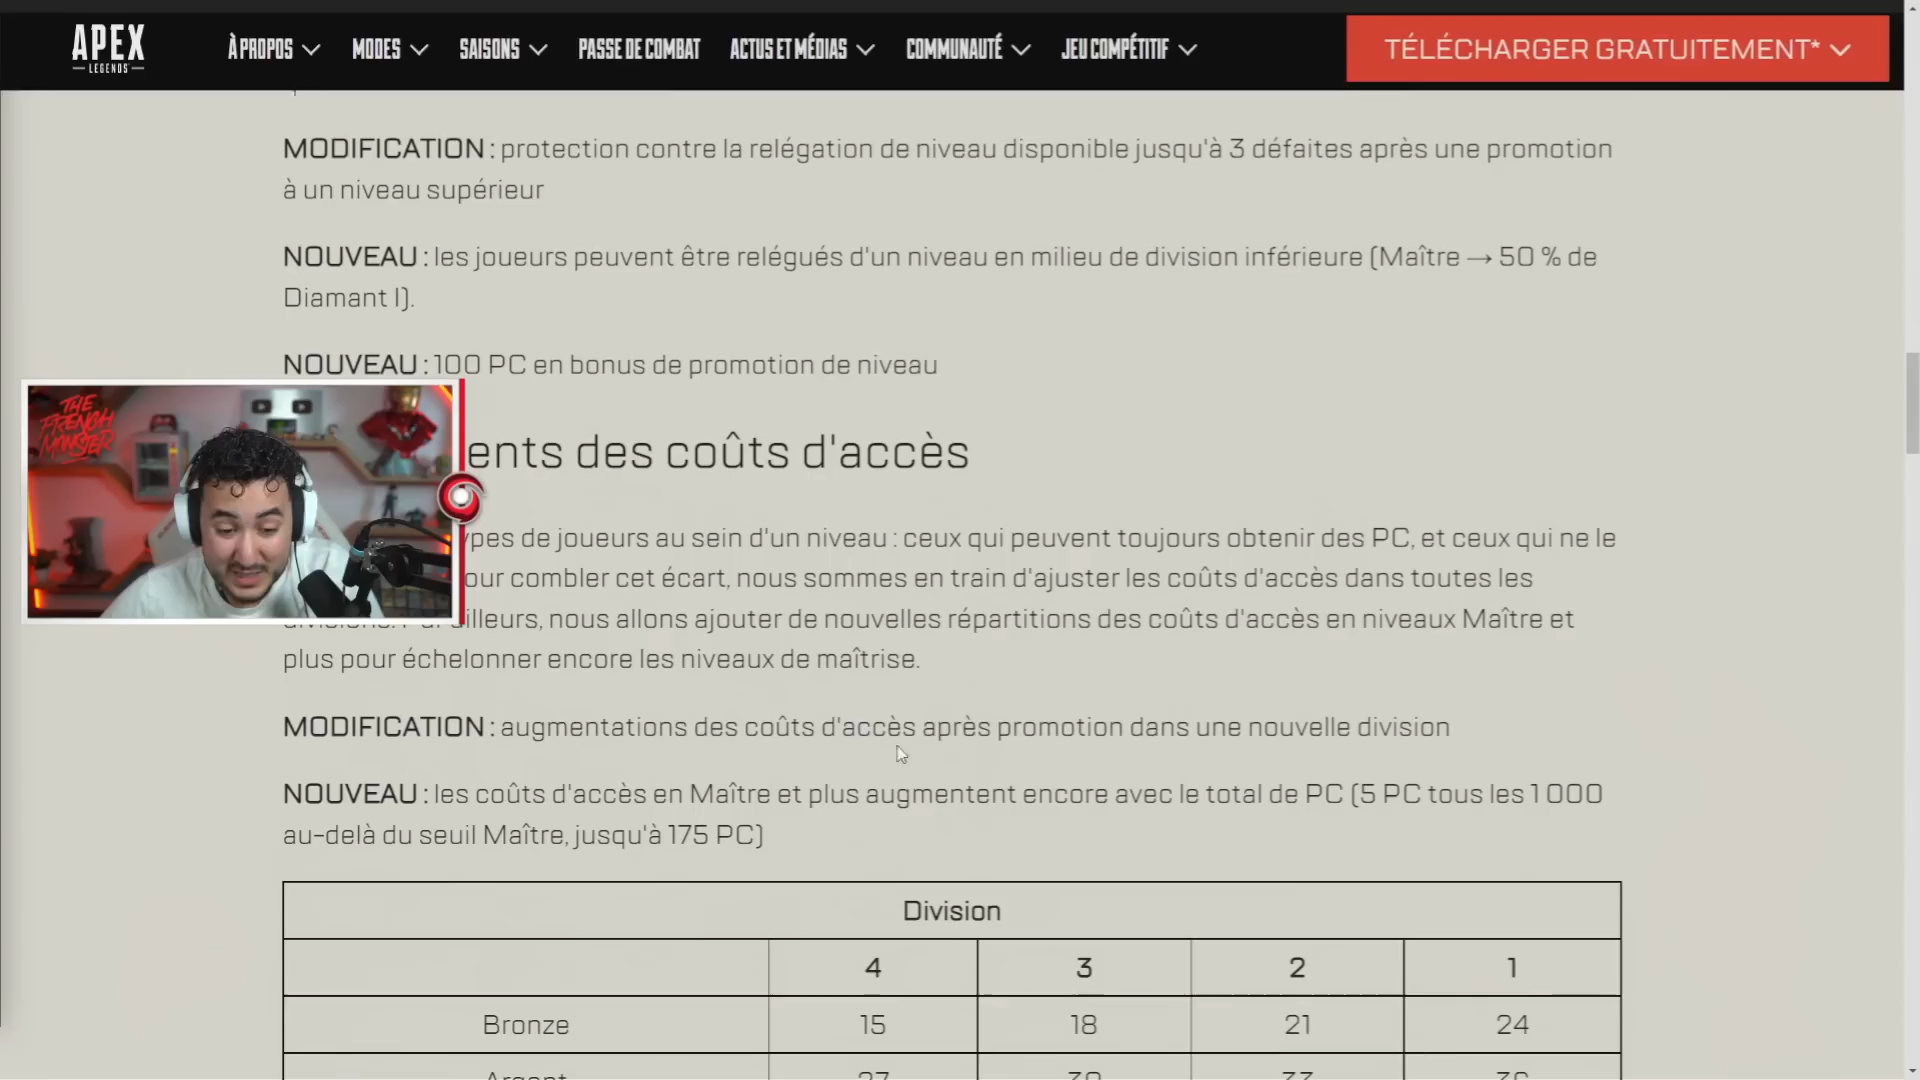 APEX
LEGENDS
À PROPOS
MODES
SAISONS
PASSE DE COMBAT
ACTUS ET MÉDIAS
COMMUNAUTÉ
JEU COMPÉTITIF
TÉLÉCHARGER GRATUITEMENT*
MODIFICATION : protection contre la relégation de niveau disponible jusqu'à 3 défaites après une promotion
à un niveau supérieur
NOUVEAU : les joueurs peuvent être relégués d'un niveau en milieu de division inférieure (Maître → 50 % de
Diamant I).
NOUVEAU : 100 PC en bonus de promotion de niveau
THE
FRENCH
MONSTER
ents des coûts d'accès
ypes de joueurs au sein d'un niveau : ceux qui peuvent toujours obtenir des PC, et ceux qui ne le
our combler cet écart, nous sommes en train d'ajuster les coûts d'accès dans toutes les
illeurs, nous allons ajouter de nouvelles répartitions des coûts d'accès en niveaux Maître et
plus pour échelonner encore les niveaux de maîtrise.
MODIFICATION : augmentations des coûts d'accès après promotion dans une nouvelle division
NOUVEAU : les coûts d'accès en Maître et plus augmentent encore avec le total de PC (5 PC tous les 1 000
au-delà du seuil Maître, jusqu'à 175 PC)
Division
4 3 2 1
Bronze 15 18 21 24
Argent 27 30 33 36